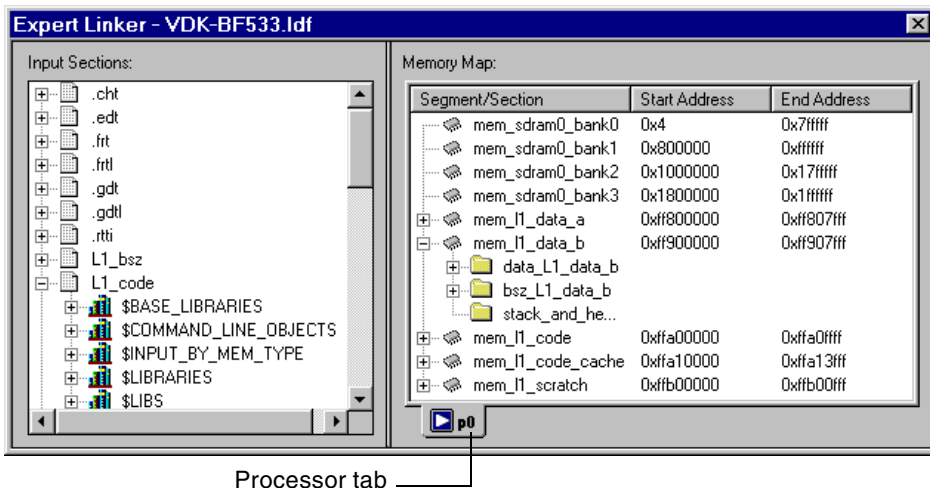 Expert Linker - VDK-BF533.ldf
Input Sections:
.cht
.edt
.frt
.frtl
.gdt
.gdtl
.rtti
L1_bsz
L1_code
$BASE_LIBRARIES
$COMMAND_LINE_OBJECTS
$INPUT_BY_MEM_TYPE
$LIBRARIES
$LIBS
Memory Map:
Segment/Section Start Address End Address
mem_sdram0_bank0 0x4 0x7fffff
mem_sdram0_bank1 0x800000 0xffffff
mem_sdram0_bank2 0x1000000 0x17fffff
mem_sdram0_bank3 0x1800000 0x1ffffff
mem_l1_data_a 0xff800000 0xff807fff
mem_l1_data_b 0xff900000 0xff907fff
data_L1_data_b
bsz_L1_data_b
stack_and_he...
mem_l1_code 0xffa00000 0xffa0ffff
mem_l1_code_cache 0xffa10000 0xffa13fff
mem_l1_scratch 0xffb00000 0xffb00fff
p0
Processor tab